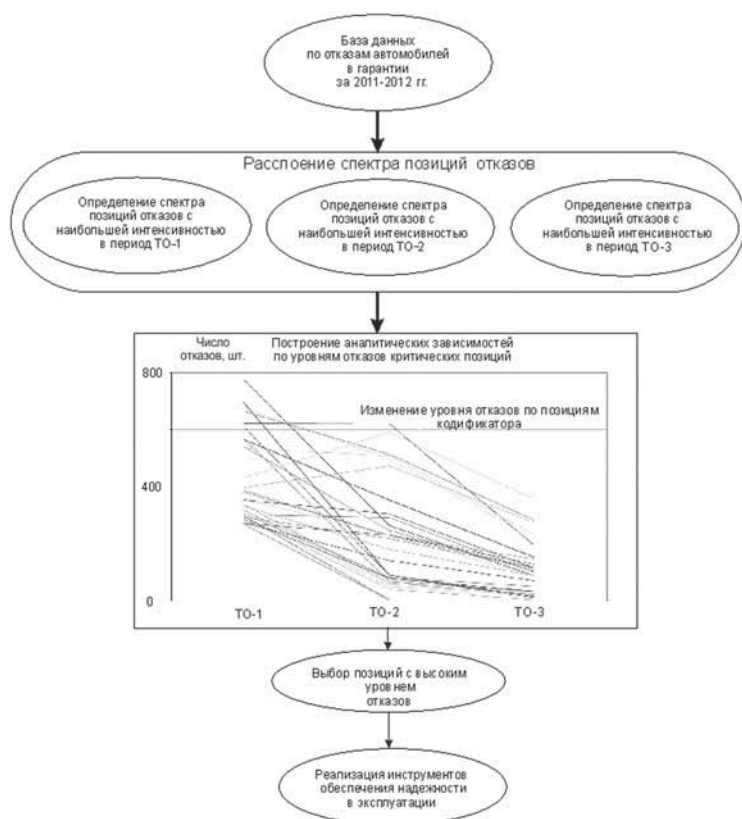 База данных
по отказам автомобилей
в гарантии
за 2011-2012 гг.
Расслоение спектра позиций отказов
Определение спектра
позиций отказов с
наибольшей интенсивностью
в период ТО-1
Определение спектра
позиций отказов с
наибольшей интенсивностью
в период ТО-2
Определение спектра
позиций отказов с
наибольшей интенсивностью
в период ТО-3
Число
отказов, шт.
Построение аналитических зависимостей
по уровням отказов критических позиций
800
Изменение уровня отказов по позициям
кодификатора
400
0
ТО-1
ТО-2
ТО-3
Выбор позиций с высоким
уровнем
отказов
Реализация инструментов
обеспечения надежности
в эксплуатации